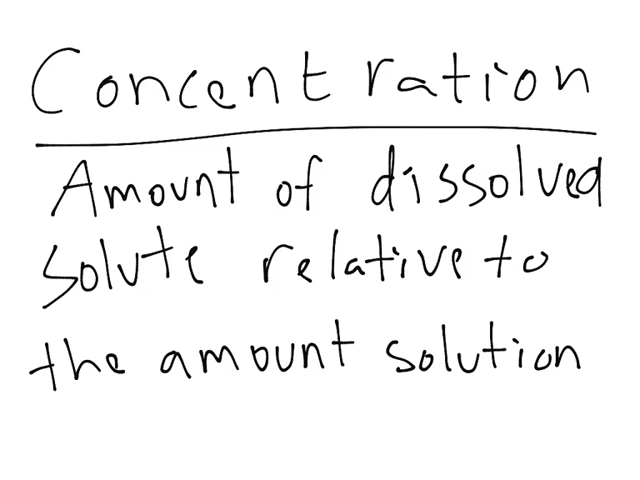 Concentration
Amount of dissolved
solute relative to
the amount solution